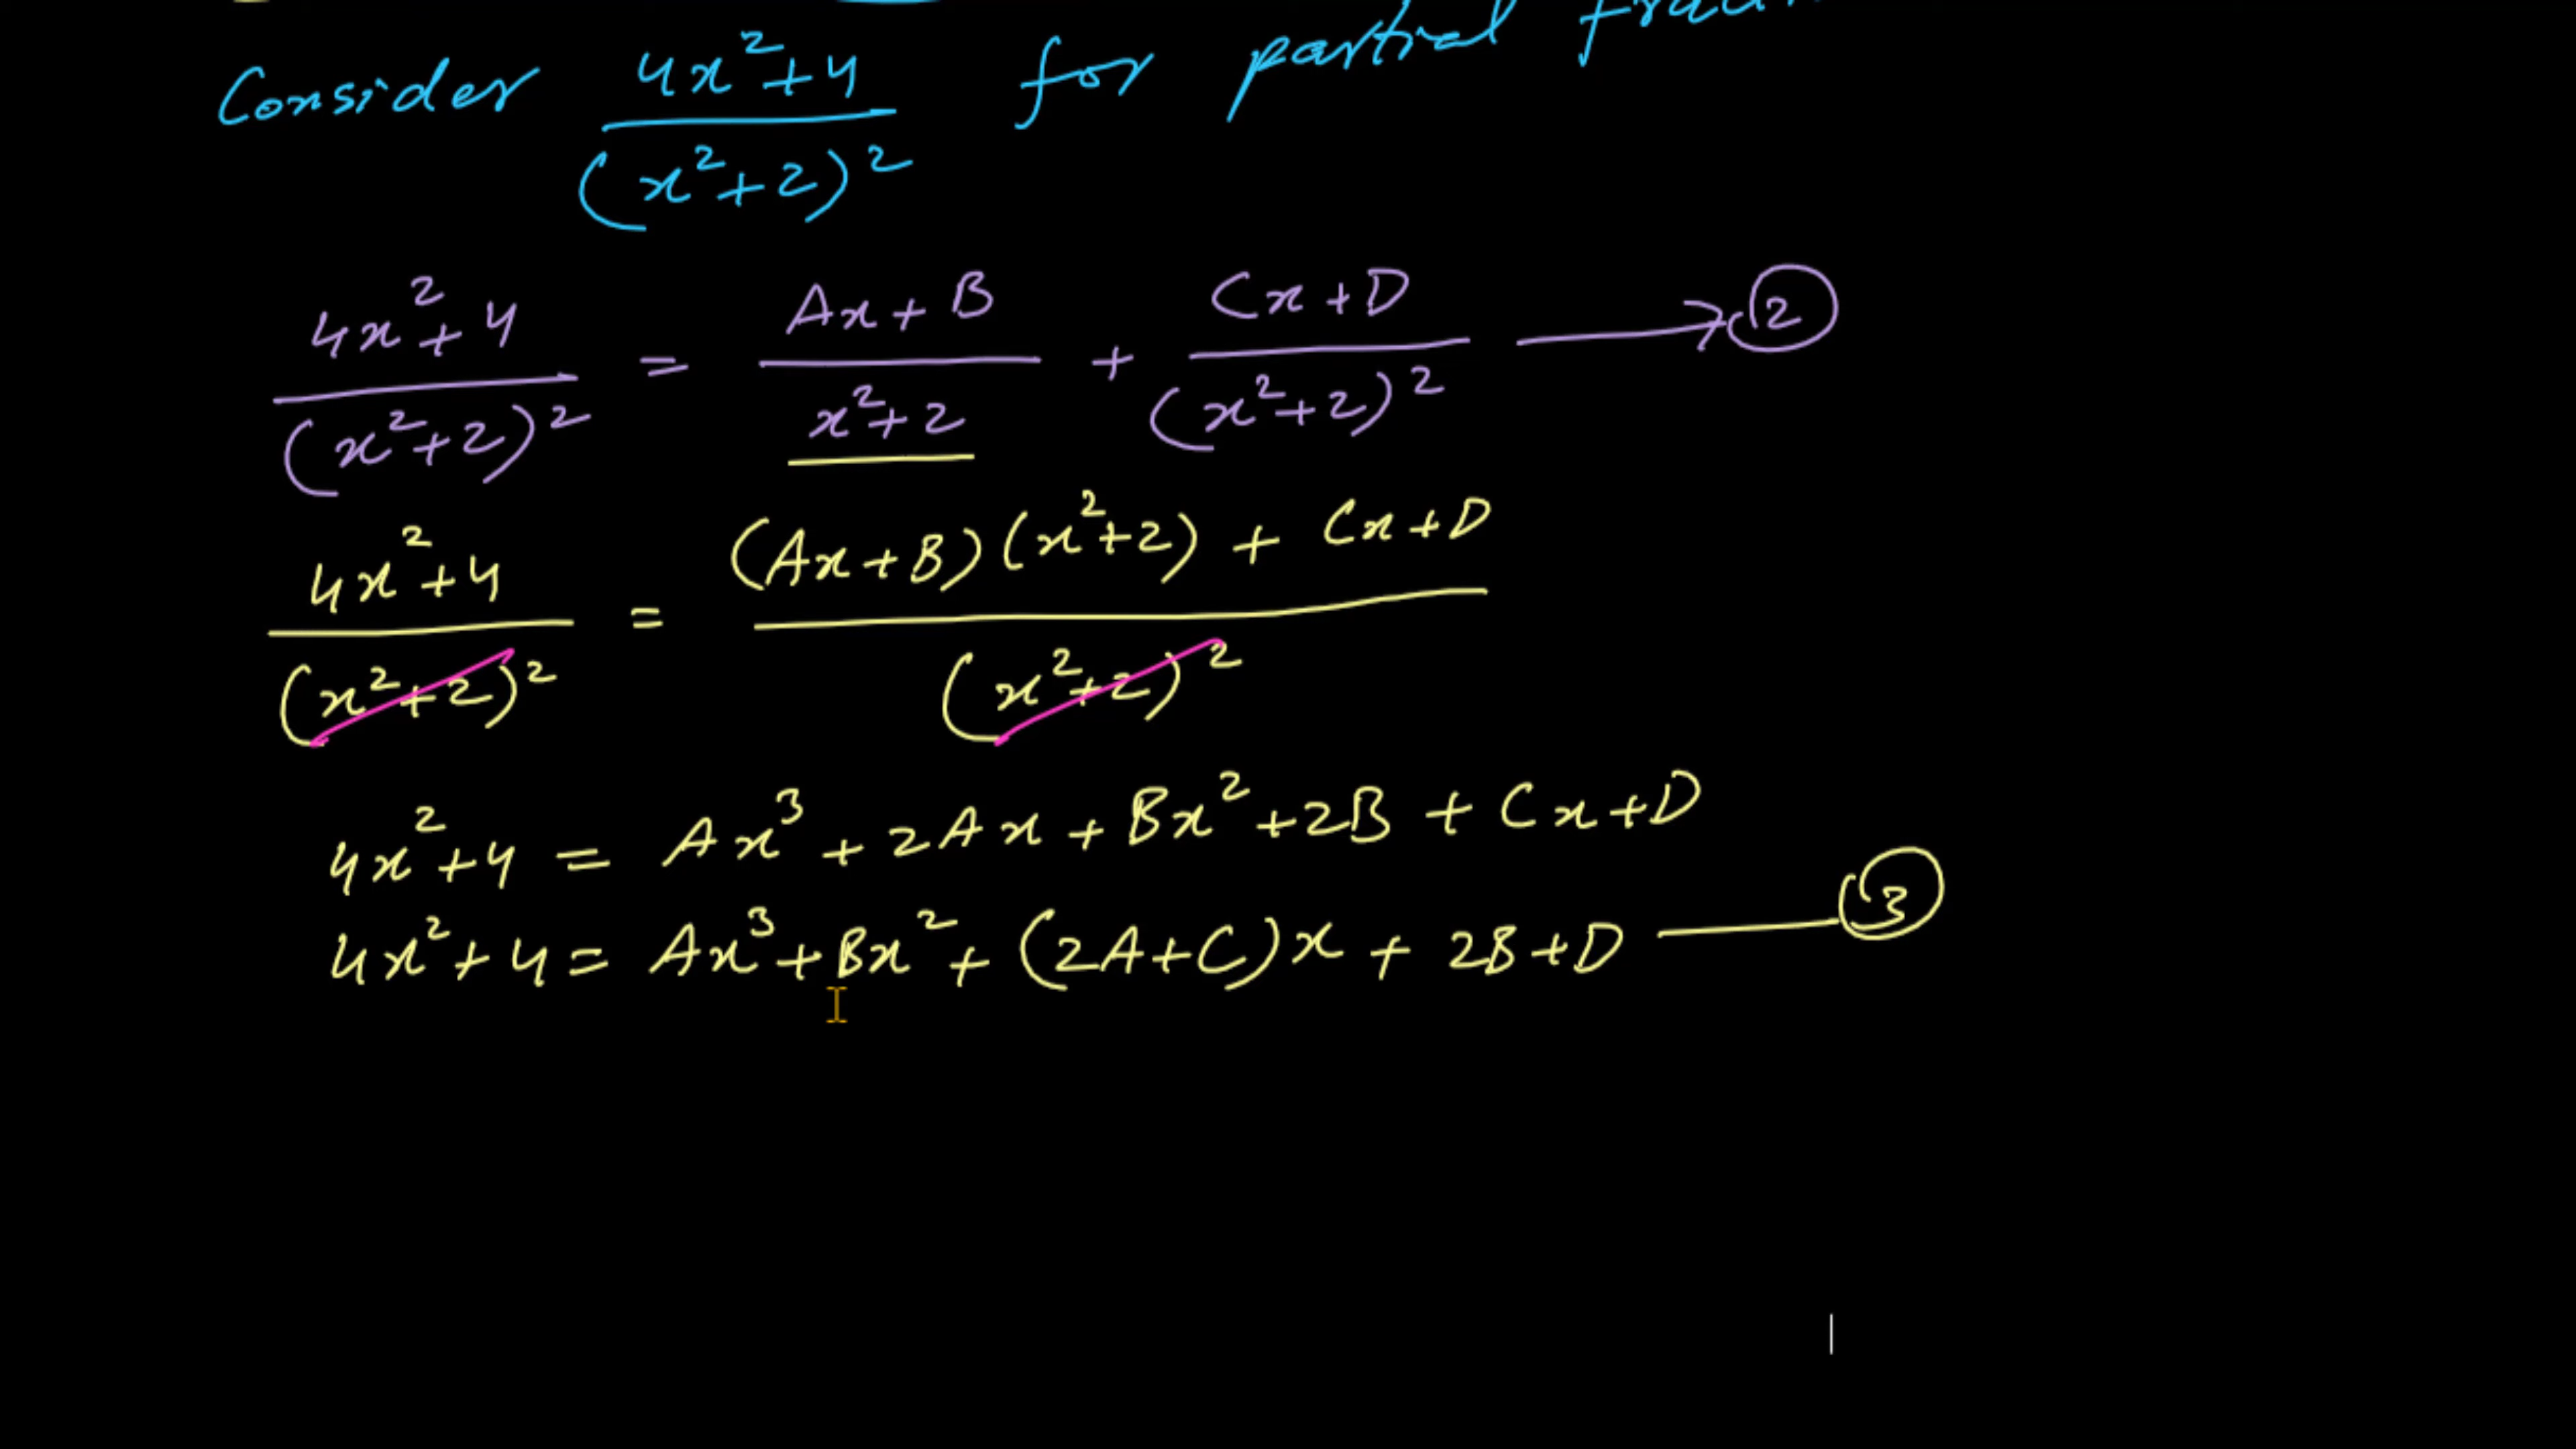 Consider (4x²+4)/(x²+2)² for partial
(4x²+4)/(x²+2)² = (Ax+B)/(x²+2) + (Cx+D)/(x²+2)² → ②
(4x²+4)/(x²+2)² = ((Ax+B)(x²+2) + Cx+D)/(x²+2)²
4x²+4 = Ax³ + 2Ax + Bx² + 2B + Cx + D
4x²+4 = Ax³ + Bx² + (2A+C)x + 2B+D — ③